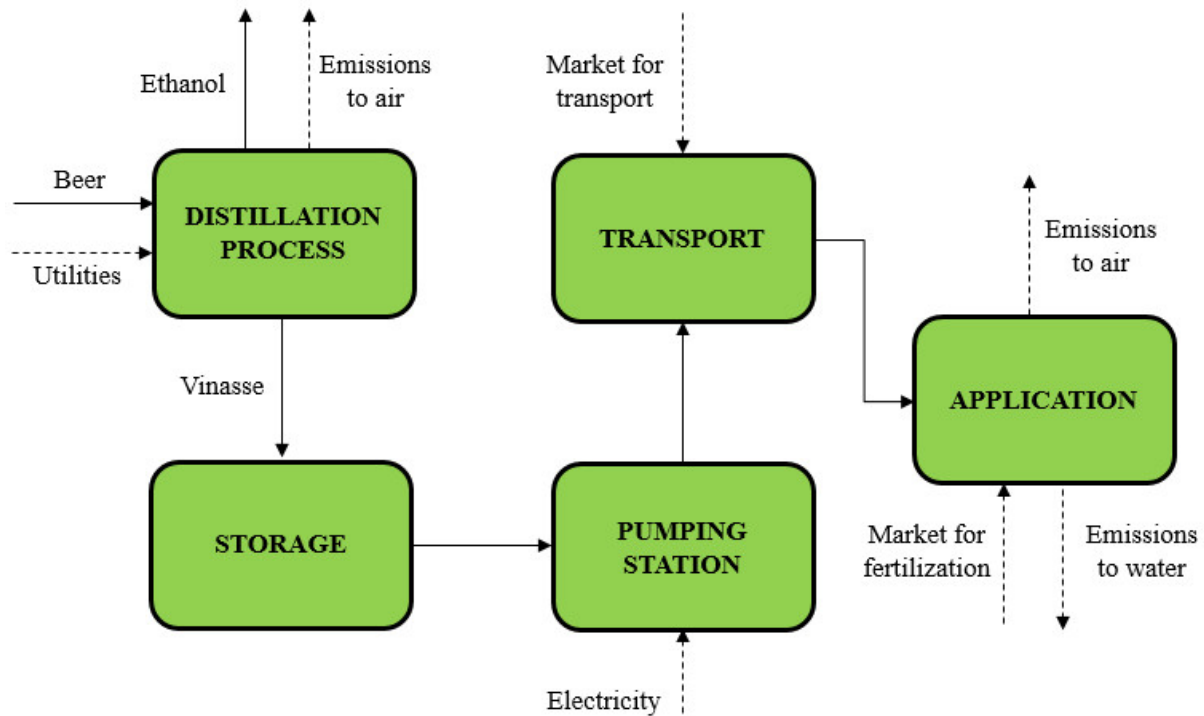 Ethanol
Emissions
to air
Beer
Utilities
DISTILLATION
PROCESS
Vinasse
STORAGE
PUMPING
STATION
Electricity
Market for
transport
TRANSPORT
APPLICATION
Emissions
to air
Market for
fertilization
Emissions
to water